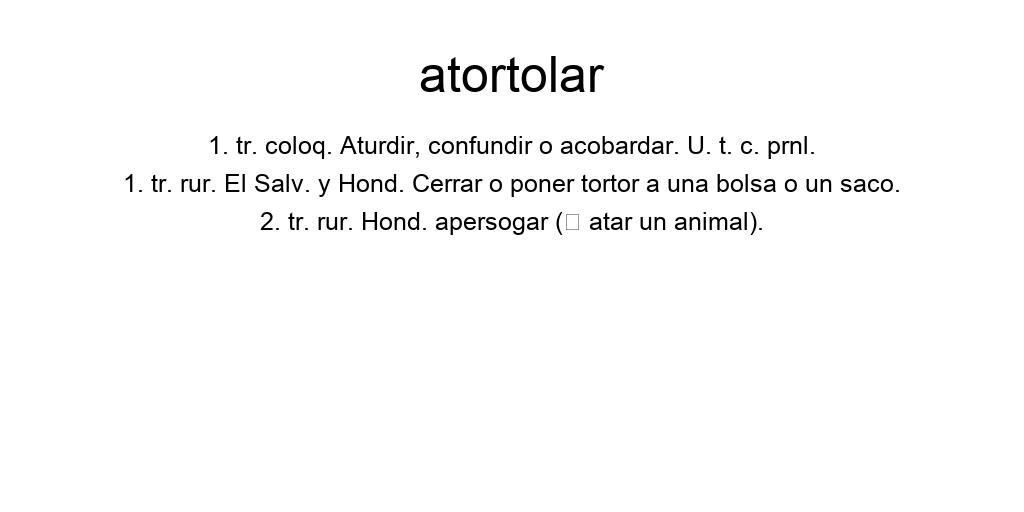 atortolar
1. tr. coloq. Aturdir, confundir o acobardar. U. t. c. prnl.
1. tr. rur. El Salv. y Hond. Cerrar o poner tortor a una bolsa o un saco.
2. tr. rur. Hond. apersogar (□ atar un animal).